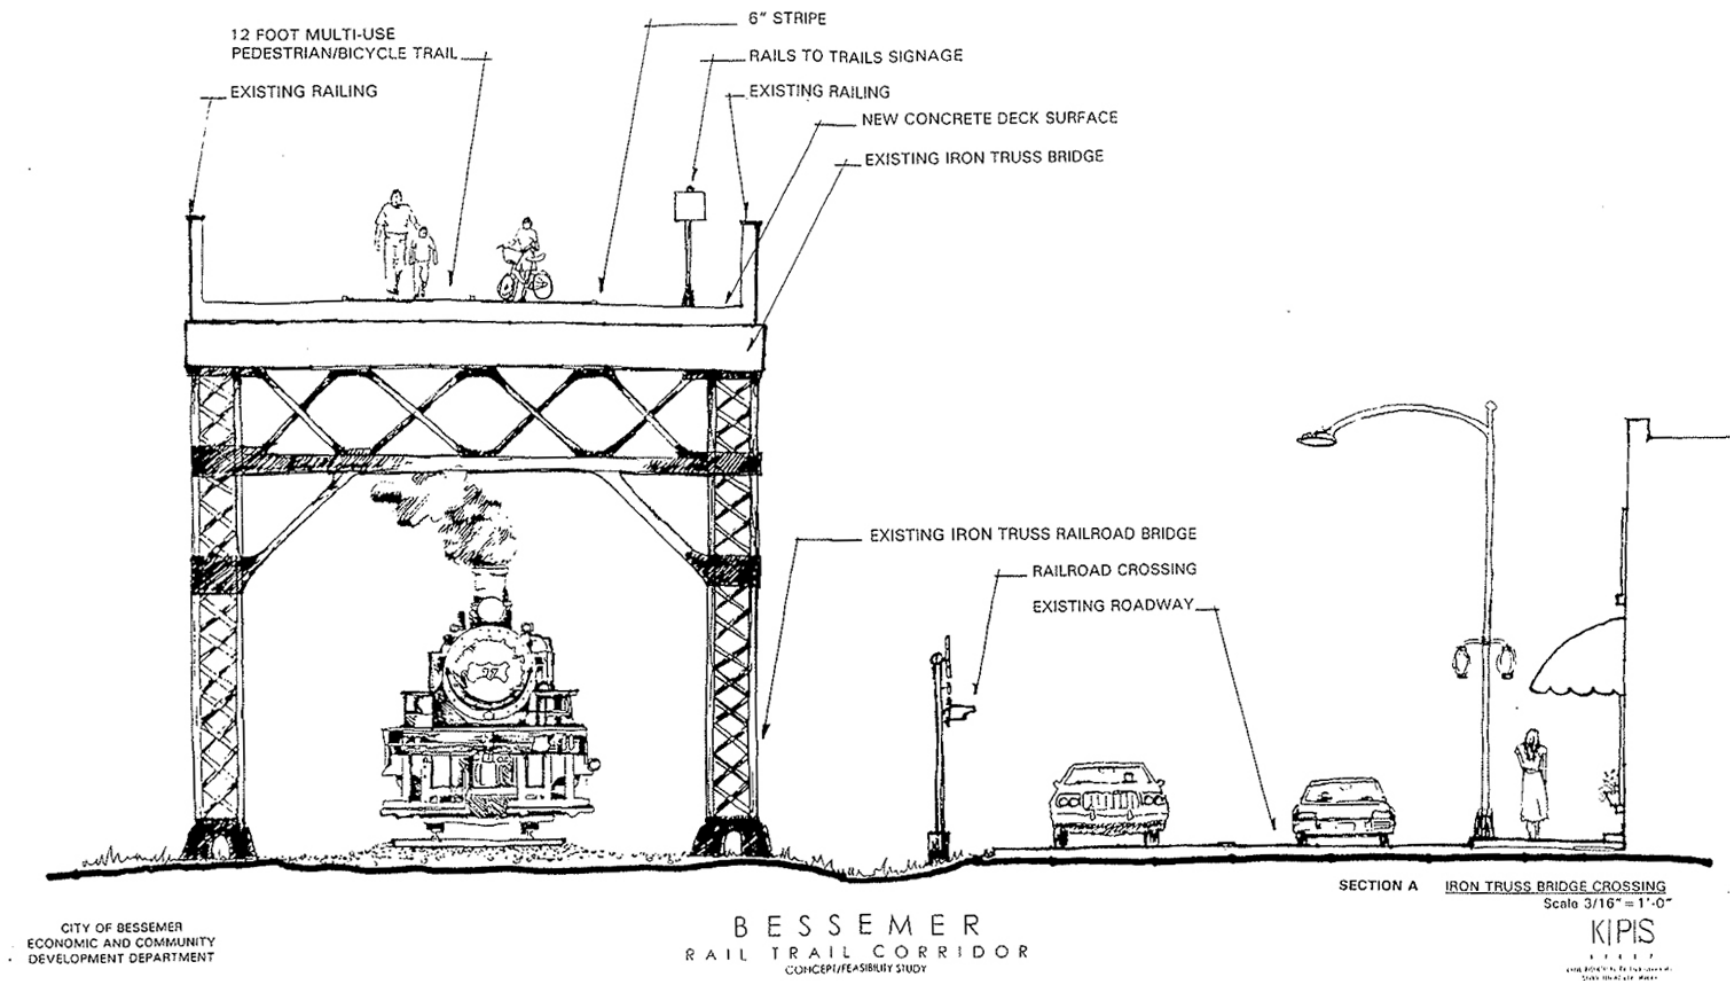 12 FOOT MULTI-USE
PEDESTRIAN/BICYCLE TRAIL
EXISTING RAILING
6" STRIPE
RAILS TO TRAILS SIGNAGE
EXISTING RAILING
NEW CONCRETE DECK SURFACE
EXISTING IRON TRUSS BRIDGE
EXISTING IRON TRUSS RAILROAD BRIDGE
RAILROAD CROSSING
EXISTING ROADWAY
SECTION A IRON TRUSS BRIDGE CROSSING
Scale 3/16" = 1'-0"
CITY OF BESSEMER
ECONOMIC AND COMMUNITY
DEVELOPMENT DEPARTMENT
BESSEMER
RAIL TRAIL CORRIDOR
CONCEPT/FEASIBILITY STUDY
KIPIS